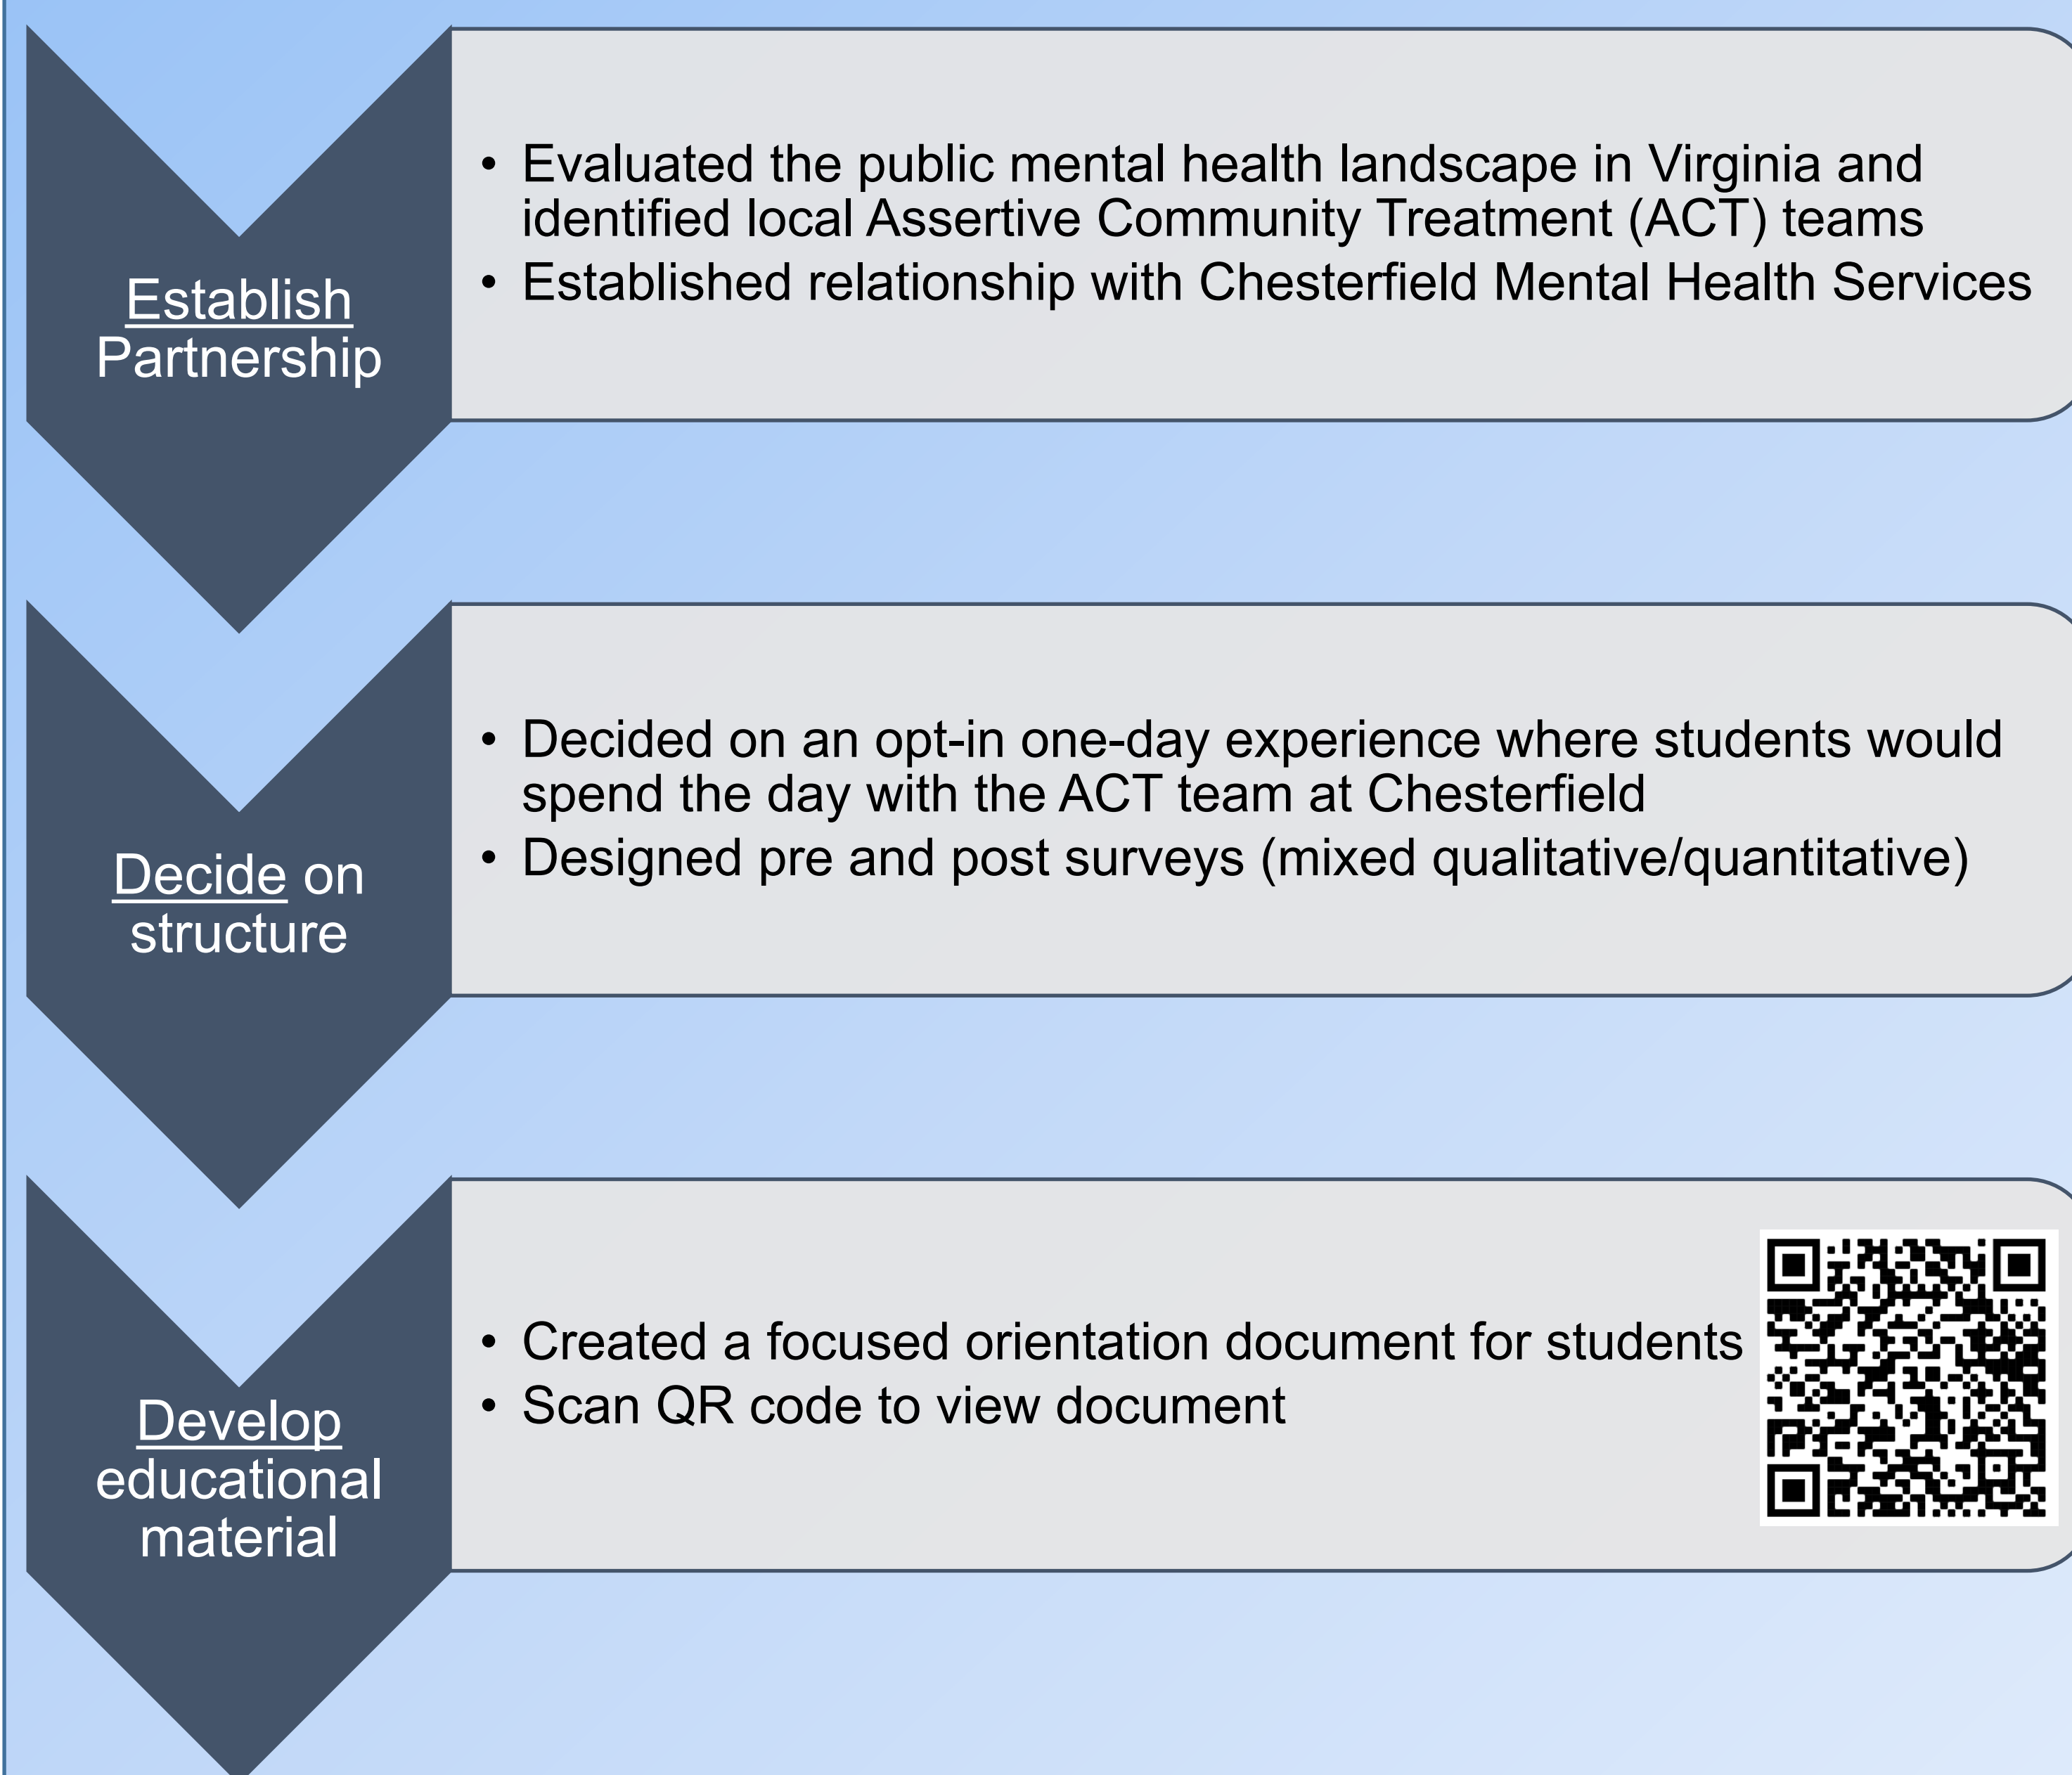 Establish
Partnership
• Evaluated the public mental health landscape in Virginia and
identified local Assertive Community Treatment (ACT) teams
• Established relationship with Chesterfield Mental Health Services
Decide on
structure
• Decided on an opt-in one-day experience where students would
spend the day with the ACT team at Chesterfield
• Designed pre and post surveys (mixed qualitative/quantitative)
Develop
educational
material
• Created a focused orientation document for students
• Scan QR code to view document